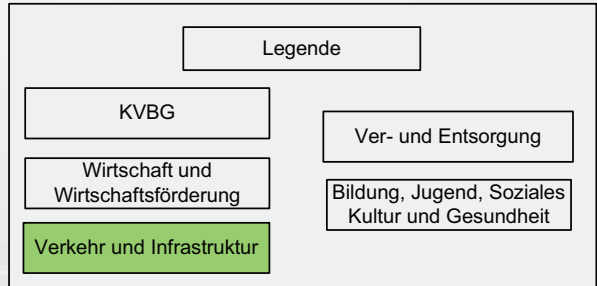 Legende
KVBG
Wirtschaft und
Wirtschaftsförderung
Verkehr und Infrastruktur
Ver- und Entsorgung
Bildung, Jugend, Soziales
Kultur und Gesundheit